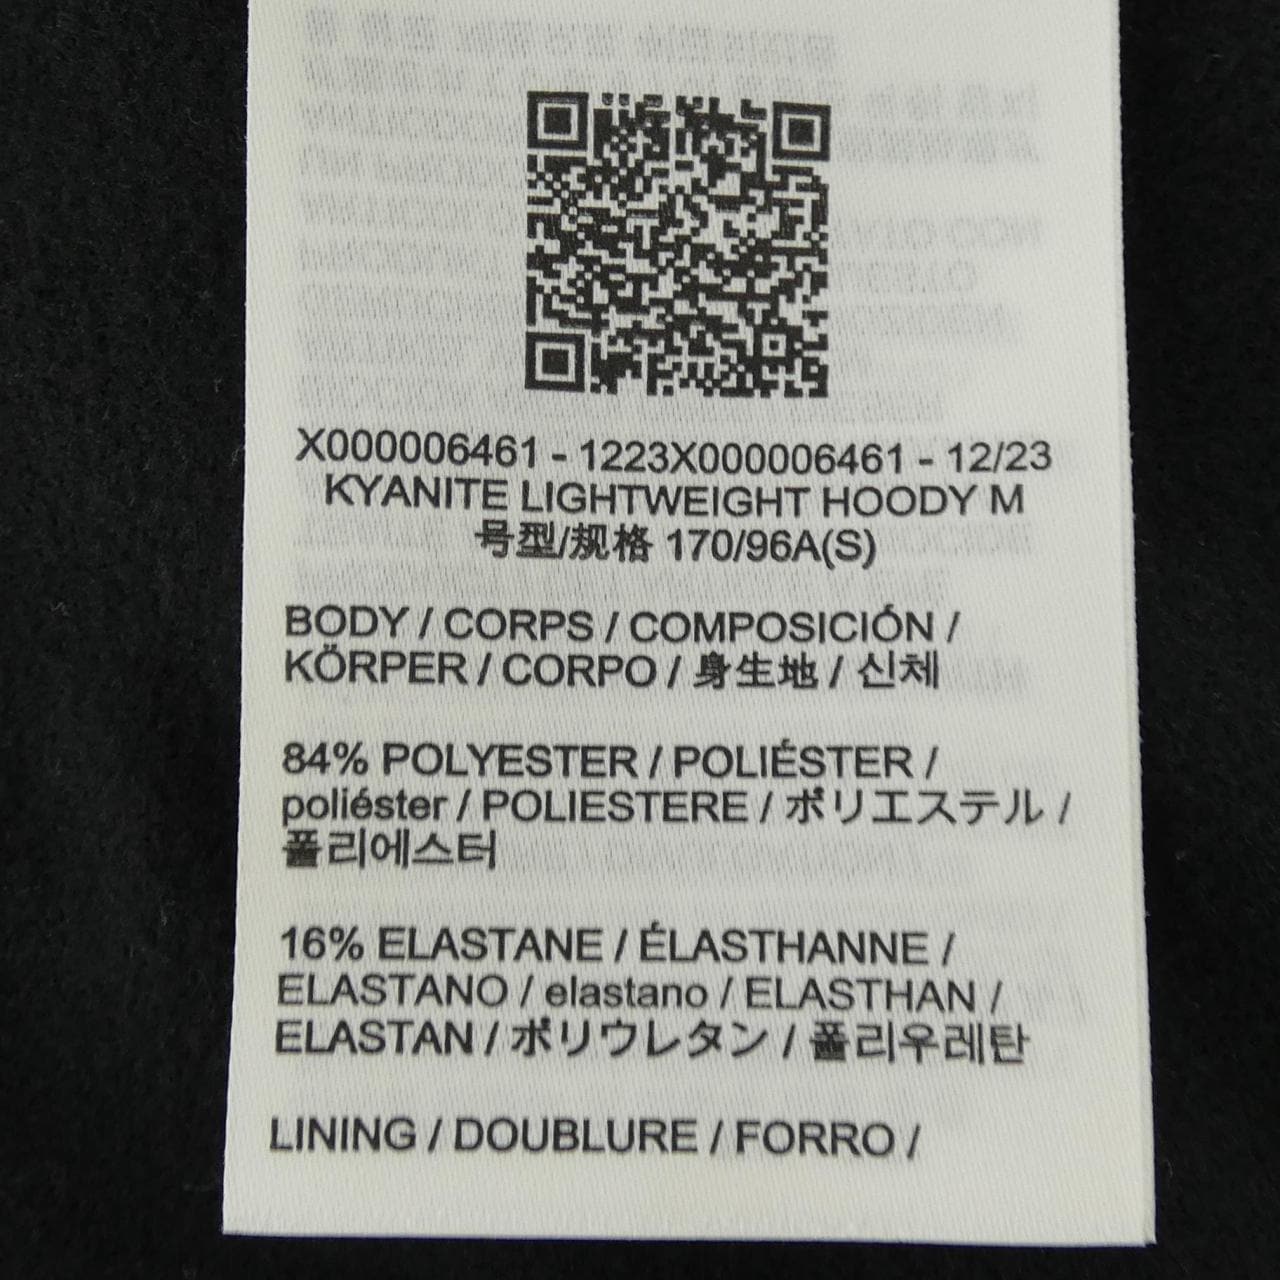 X000006461 - 1223X000006461 - 12/23
KYANITE LIGHTWEIGHT HOODY M
号型/规格 170/96A(S)
BODY / CORPS / COMPOSICIÓN /
KÖRPER / CORPO / 身生地 / 신체
84% POLYESTER / POLIÉSTER /
poliéster / POLIESTERE / ポリエステル /
폴리에스터
16% ELASTANE / ÉLASTHANNE /
ELASTANO / elastano / ELASTHAN /
ELASTAN / ポリウレタン / 폴리우레탄
LINING / DOUBLURE / FORRO /